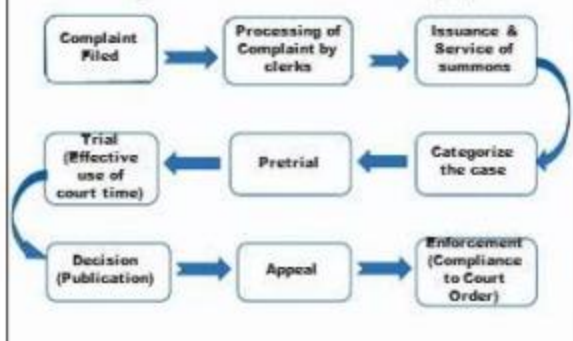 Complaint
Filed
Processing of
Complaint by
clerks
Issuance &
Service of
summons
Categorize
the case
Pretrial
Trial
(Effective
use of
court time)
Decision
(Publication)
Appeal
Enforcement
(Compliance
to Court
Order)